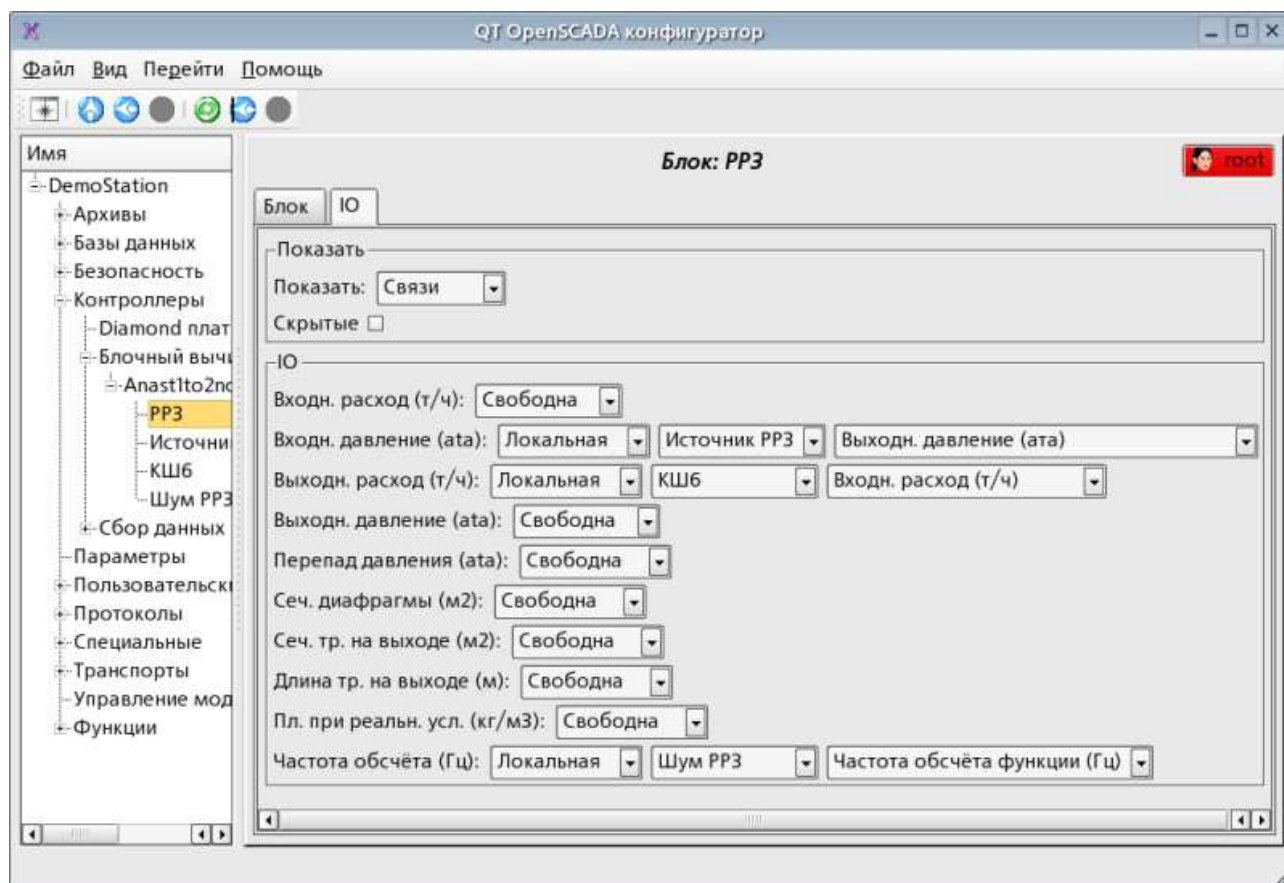 QT OpenSCADA конфигуратор
Файл Вид Перейти Помощь
Имя
DemoStation
Архивы
Базы данных
Безопасность
Контроллеры
Diamond плат
Блочный вычи
Anast1to2no
РР3
Источни
КШ6
Шум РР3
Сбор данных
Параметры
Пользовательски
Протоколы
Специальные
Транспорты
Управление мод
Функции
Блок: РР3
root
Блок IO
Показать
Показать: Связи
Скрытые
IO
Входн. расход (т/ч): Свободна
Входн. давление (ata): Локальная Источник РР3 Выходн. давление (ата)
Выходн. расход (т/ч): Локальная КШ6 Входн. расход (т/ч)
Выходн. давление (ata): Свободна
Перепад давления (ata): Свободна
Сеч. диафрагмы (м2): Свободна
Сеч. тр. на выходе (м2): Свободна
Длина тр. на выходе (м): Свободна
Пл. при реальн. усл. (кг/м3): Свободна
Частота обсчёта (Гц): Локальная Шум РР3 Частота обсчёта функции (Гц)